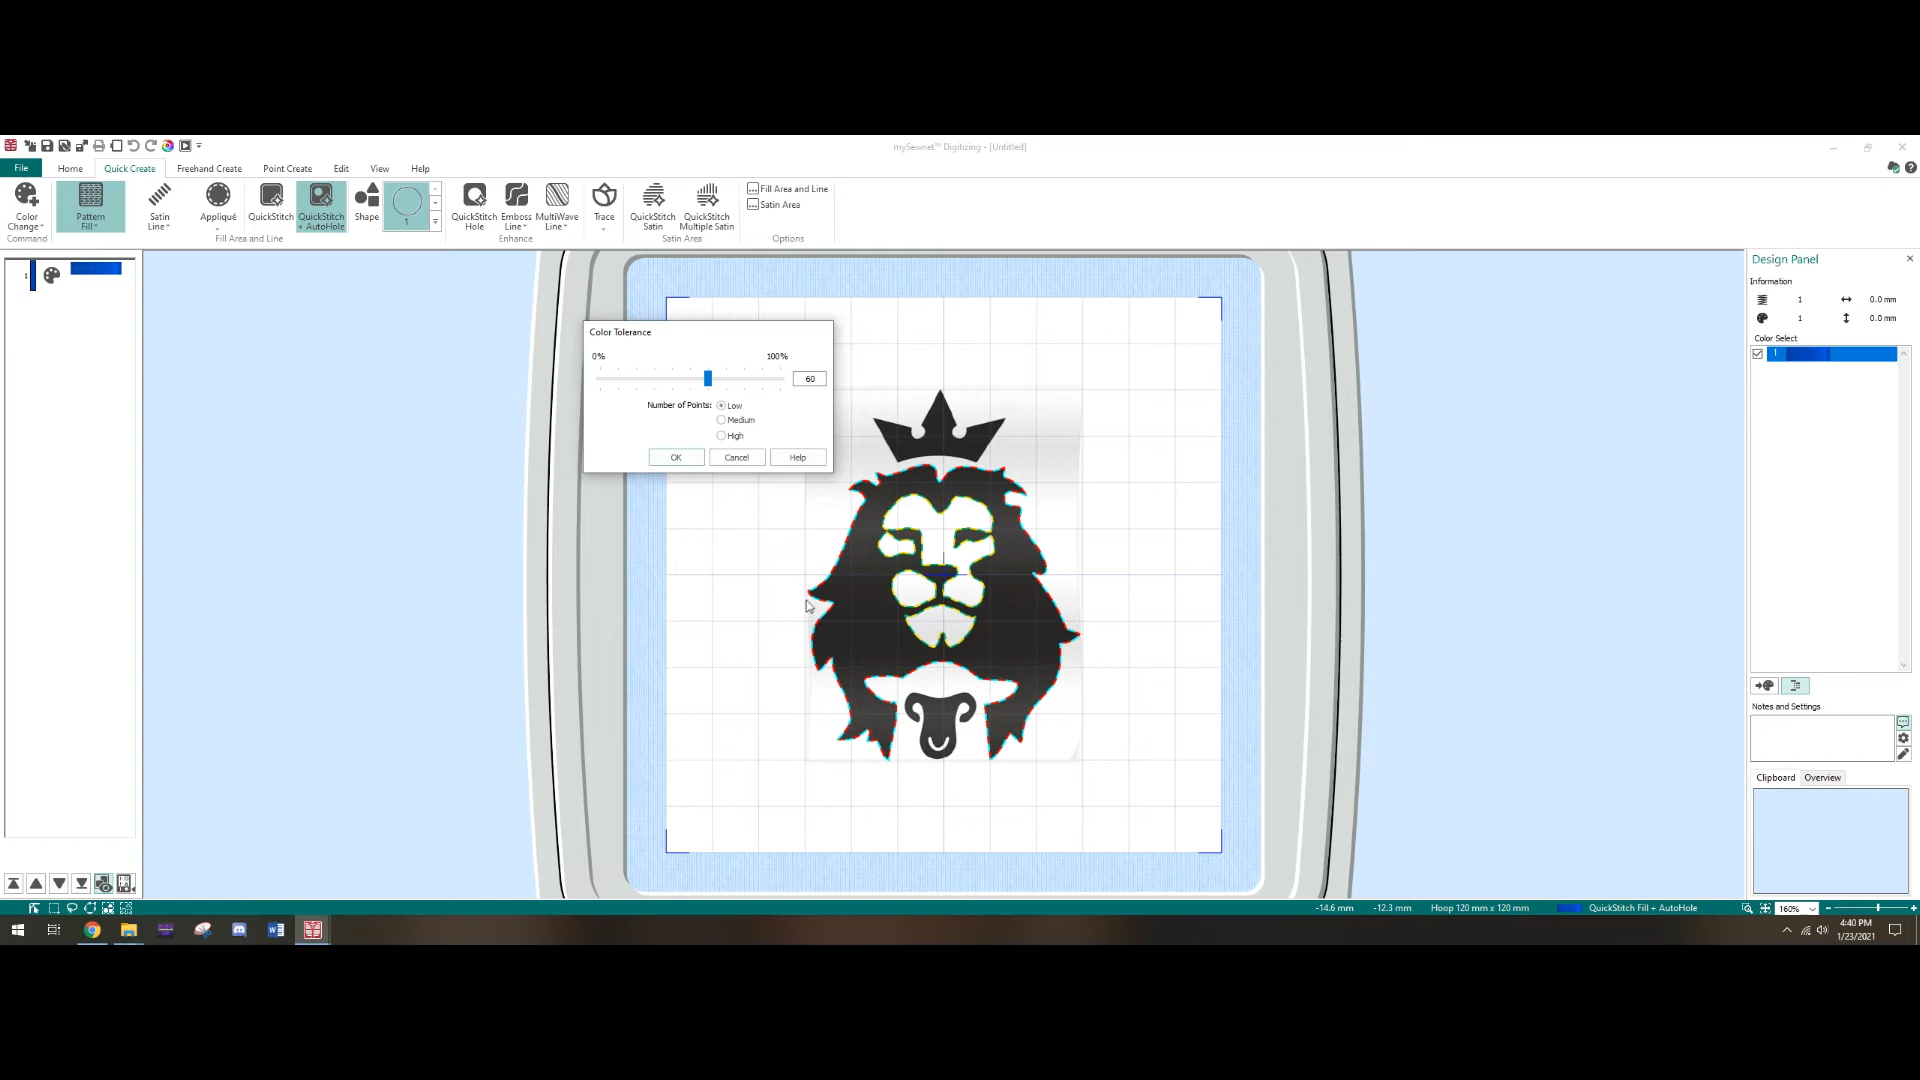 mySewnet™ Digitizing - [Untitled]
File
Home
Quick Create
Freehand Create
Point Create
Edit
View
Help
Color Change
Pattern Fill
Satin Line
Appliqué
QuickStitch
QuickStitch + AutoHole
Shape
1
QuickStitch Hole
Emboss Line
MultiWave Line
Trace
QuickStitch Satin
QuickStitch Multiple Satin
Fill Area and Line
Satin Area
Command
Fill Area and Line
Enhance
Satin Area
Options
1
Color Tolerance
0%
100%
60
Number of Points:
Low
Medium
High
OK
Cancel
Help
Design Panel
Information
1
0.0 mm
1
0.0 mm
Color Select
1
Notes and Settings
Clipboard
Overview
-14.6 mm
-12.3 mm
Hoop 120 mm x 120 mm
QuickStitch Fill + AutoHole
160%
4:40 PM
1/23/2021